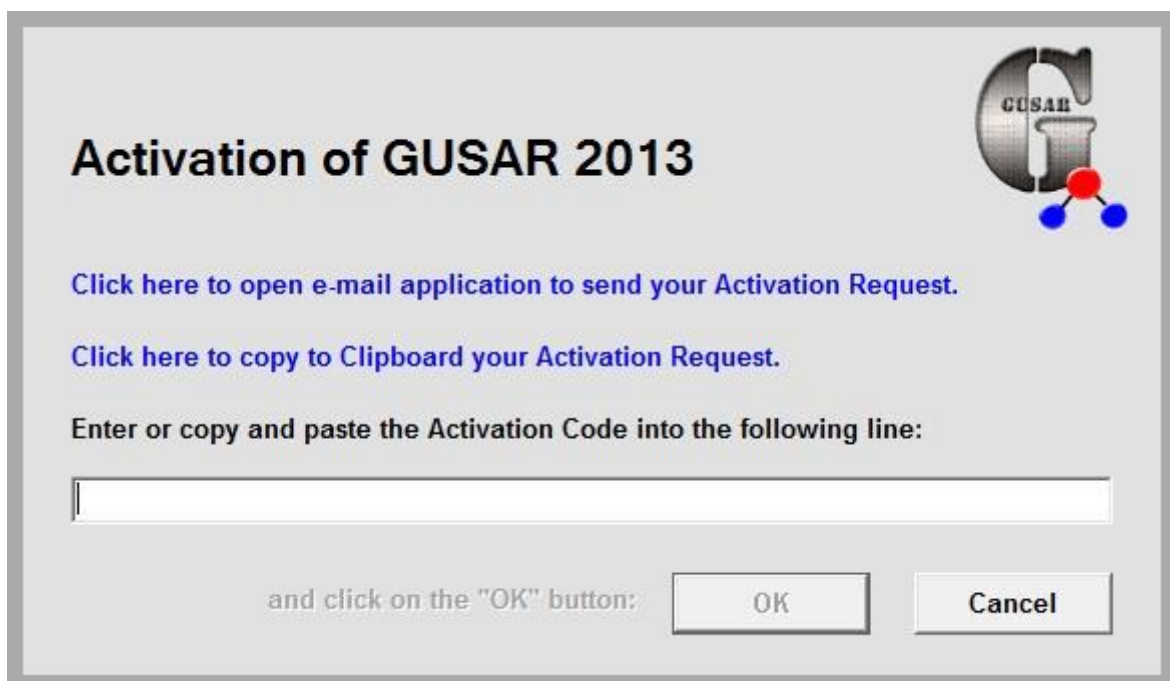 GUSAR
Activation of GUSAR 2013
Click here to open e-mail application to send your Activation Request.
Click here to copy to Clipboard your Activation Request.
Enter or copy and paste the Activation Code into the following line:
and click on the "OK" button: OK Cancel